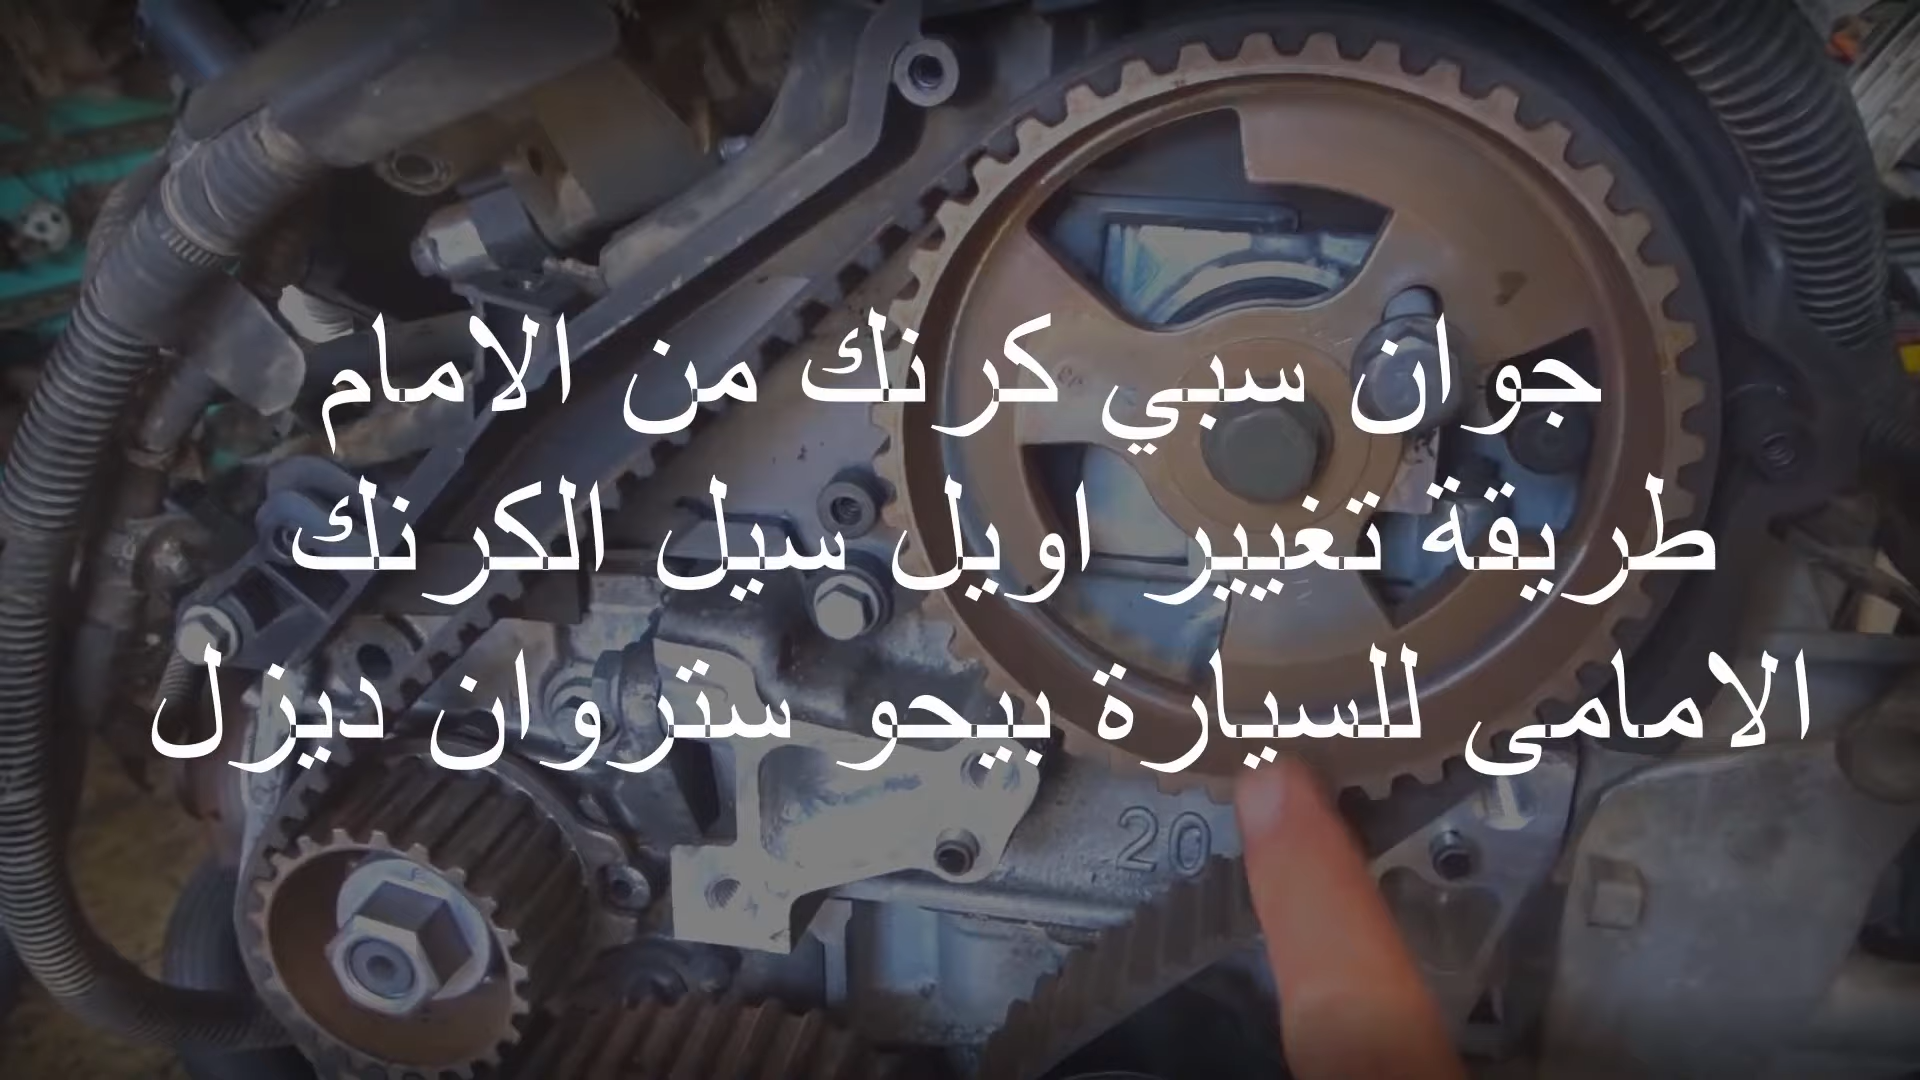 جوان سبي كرنك من الامام
طريقة تغيير اويل سيل الكرنك
الامامى للسيارة بيحو ستروان ديزل
20